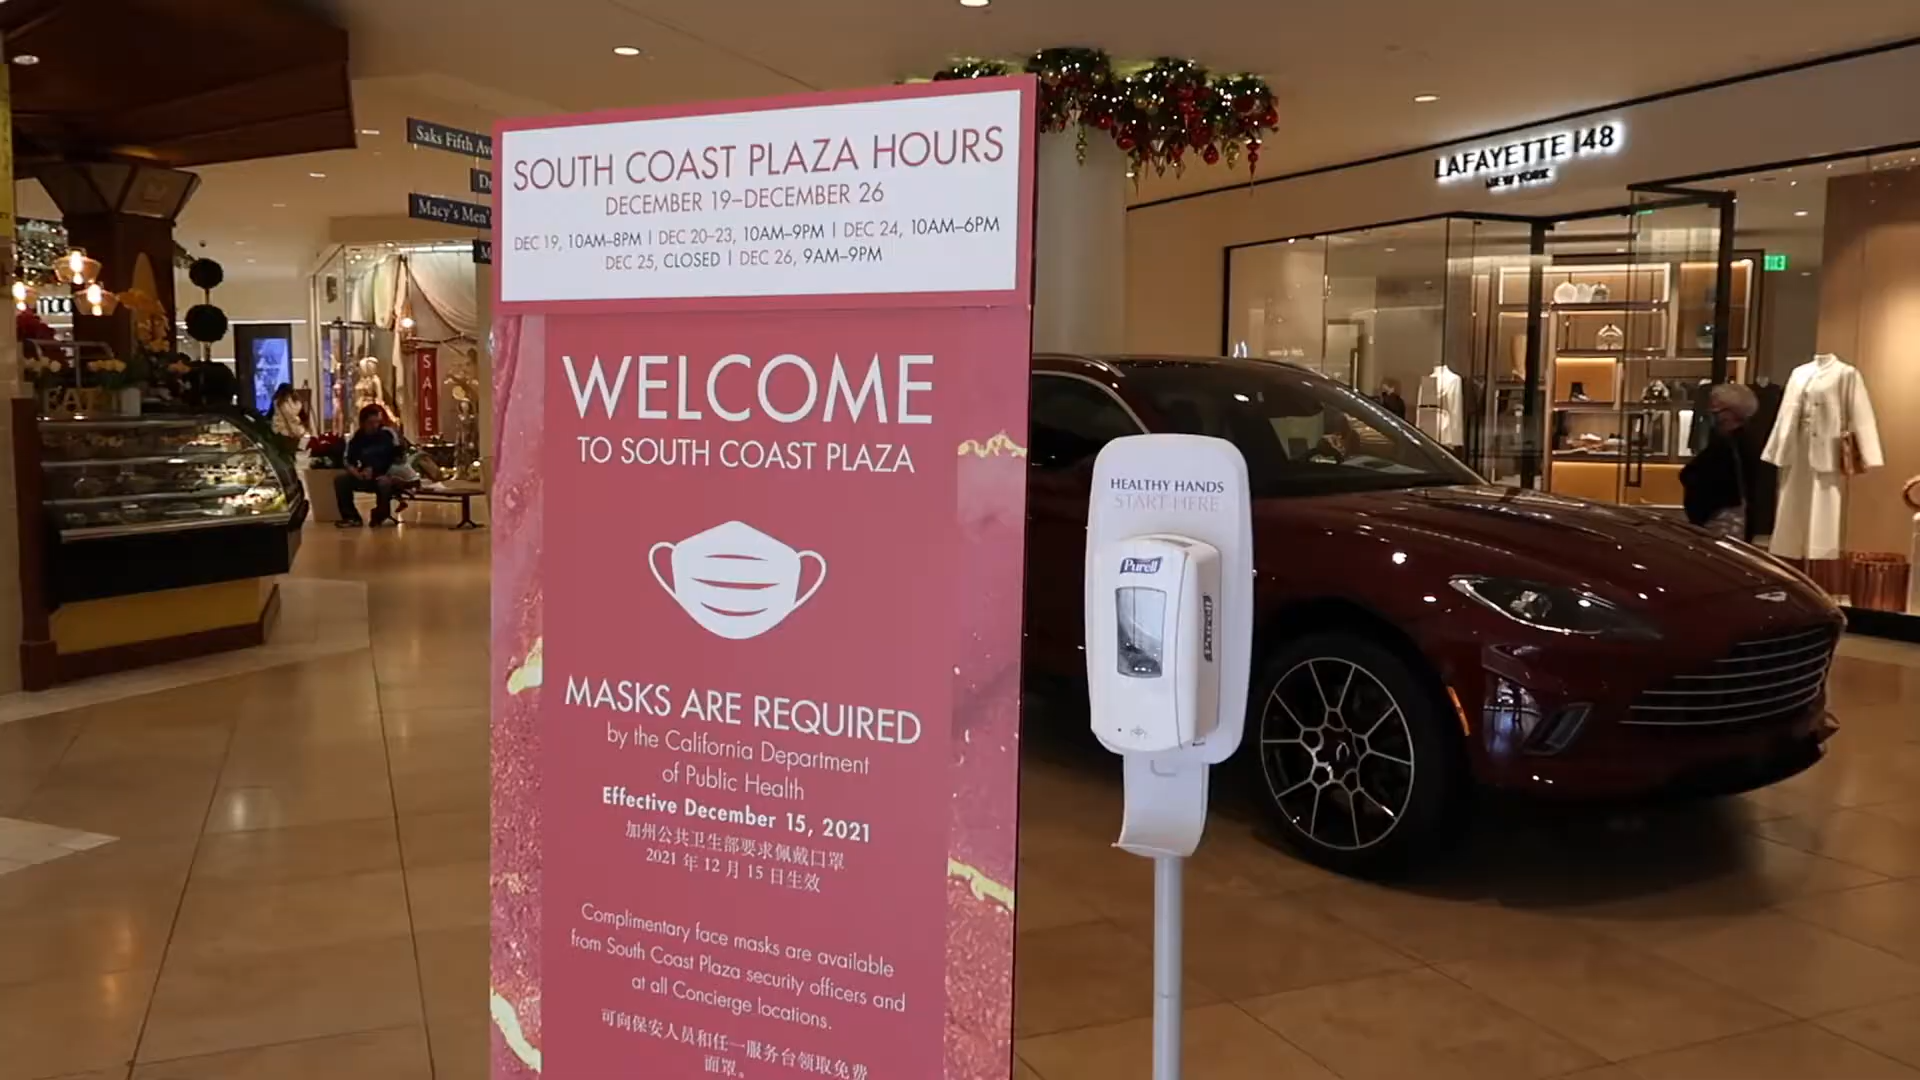 Saks Fifth Av
Macy's Men'
SOUTH COAST PLAZA HOURS
DECEMBER 19–DECEMBER 26
DEC 19, 10AM–8PM | DEC 20–23, 10AM–9PM | DEC 24, 10AM–6PM
DEC 25, CLOSED | DEC 26, 9AM–9PM
WELCOME
TO SOUTH COAST PLAZA
MASKS ARE REQUIRED
by the California Department
of Public Health
Effective December 15, 2021
加州公共卫生部要求佩戴口罩
2021 年 12 月 15 日生效
Complimentary face masks are available
from South Coast Plaza security officers and
at all Concierge locations.
可向保安人员和任一服务台领取免费
面罩。
HEALTHY HANDS
START HERE
Purell
Purell
LAFAYETTE 148
NEW YORK
SALE
EAT